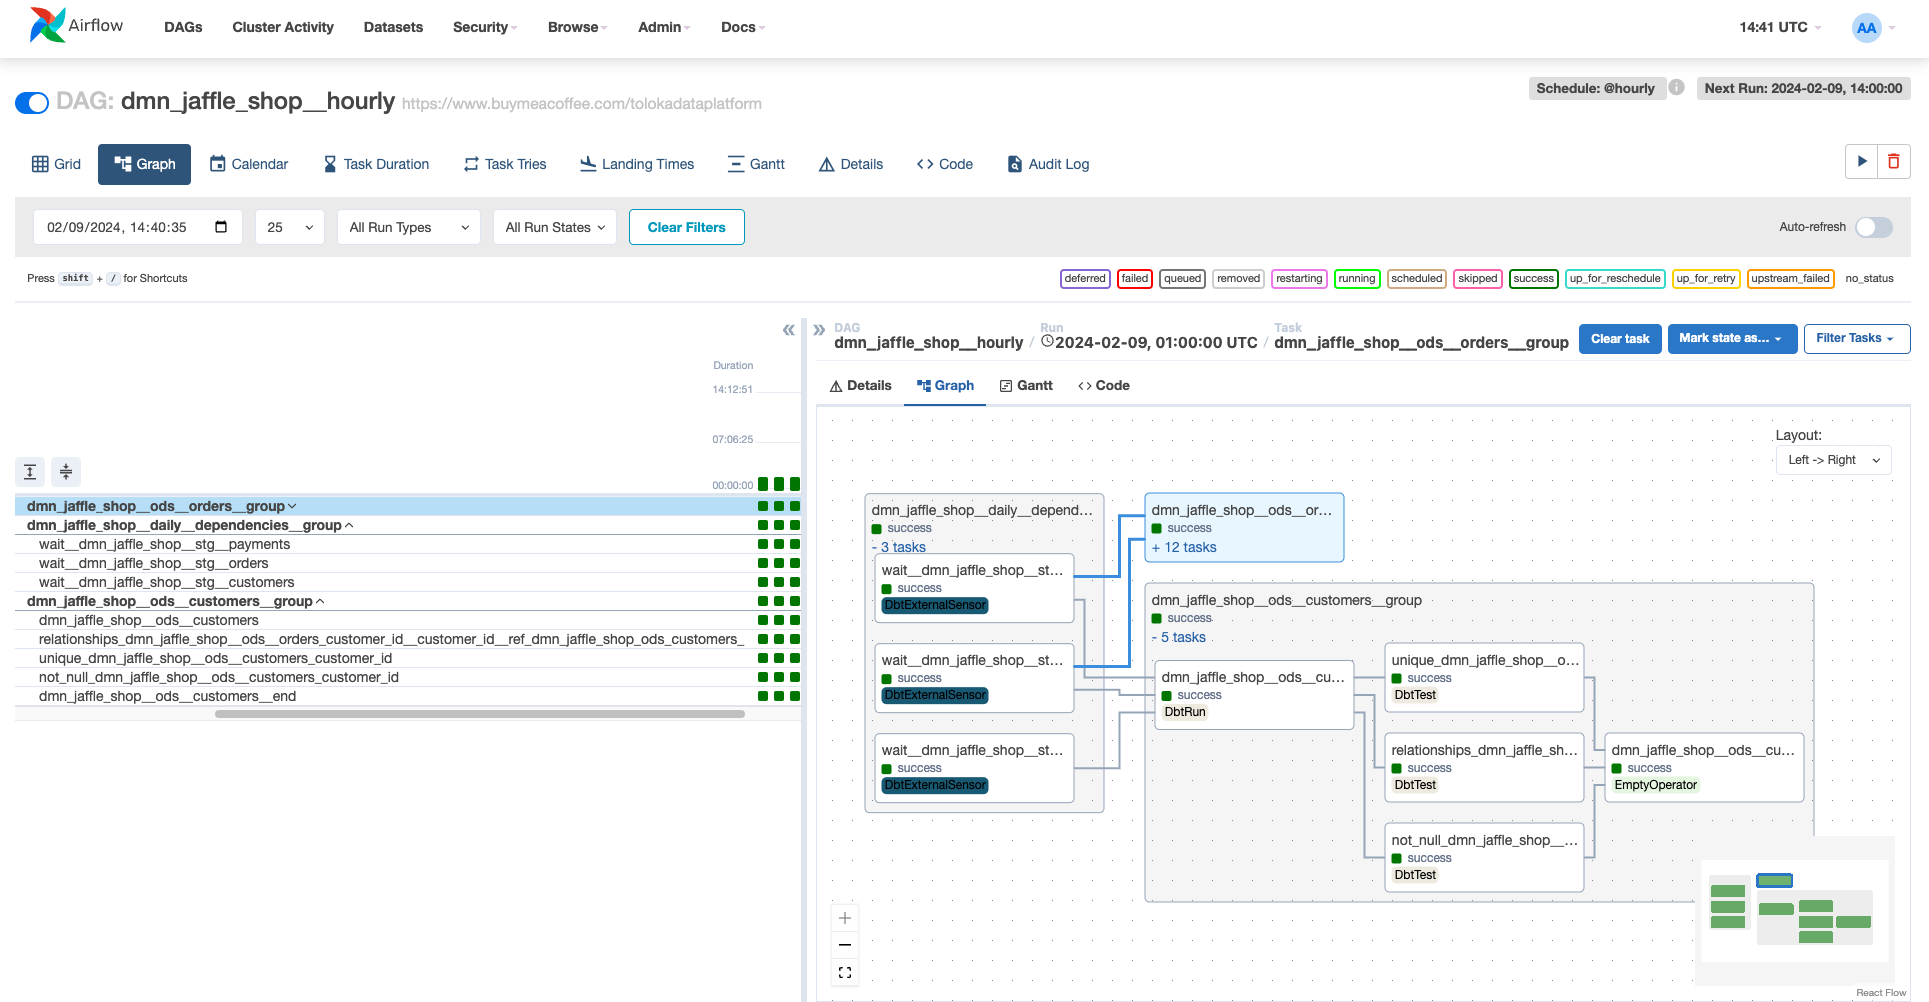 Airflow
DAGs
Cluster Activity
Datasets
Security
Browse
Admin
Docs
14:41 UTC
AA
DAG: dmn_jaffle_shop__hourly https://www.buymeacoffee.com/tolokadataplatform
Schedule: @hourly
Next Run: 2024-02-09, 14:00:00
Grid
Graph
Calendar
Task Duration
Task Tries
Landing Times
Gantt
Details
Code
Audit Log
02/09/2024, 14:40:35
25
All Run Types
All Run States
Clear Filters
Auto-refresh
Press shift + / for Shortcuts
deferred
failed
queued
removed
restarting
running
scheduled
skipped
success
up_for_reschedule
up_for_retry
upstream_failed
no_status
Duration
14:12:51
07:06:25
00:00:00
dmn_jaffle_shop__ods__orders__group
dmn_jaffle_shop__daily__dependencies__group
wait__dmn_jaffle_shop__stg__payments
wait__dmn_jaffle_shop__stg__orders
wait__dmn_jaffle_shop__stg__customers
dmn_jaffle_shop__ods__customers__group
dmn_jaffle_shop__ods__customers
relationships_dmn_jaffle_shop__ods__orders_customer_id__customer_id__ref_dmn_jaffle_shop_ods_customers_
unique_dmn_jaffle_shop__ods__customers_customer_id
not_null_dmn_jaffle_shop__ods__customers_customer_id
dmn_jaffle_shop__ods__customers__end
DAG
dmn_jaffle_shop__hourly
/
Run
2024-02-09, 01:00:00 UTC
/
Task
dmn_jaffle_shop__ods__orders__group
Clear task
Mark state as...
Filter Tasks
Details
Graph
Gantt
Code
Layout:
Left -> Right
dmn_jaffle_shop__daily__depend...
success
- 3 tasks
wait__dmn_jaffle_shop__st...
success
DbtExternalSensor
wait__dmn_jaffle_shop__st...
success
DbtExternalSensor
wait__dmn_jaffle_shop__st...
success
DbtExternalSensor
dmn_jaffle_shop__ods__or...
success
+ 12 tasks
dmn_jaffle_shop__ods__customers__group
success
- 5 tasks
dmn_jaffle_shop__ods__cu...
success
DbtRun
unique_dmn_jaffle_shop__o...
success
DbtTest
relationships_dmn_jaffle_sh...
success
DbtTest
not_null_dmn_jaffle_shop__...
success
DbtTest
dmn_jaffle_shop__ods__cu...
success
EmptyOperator
React Flow